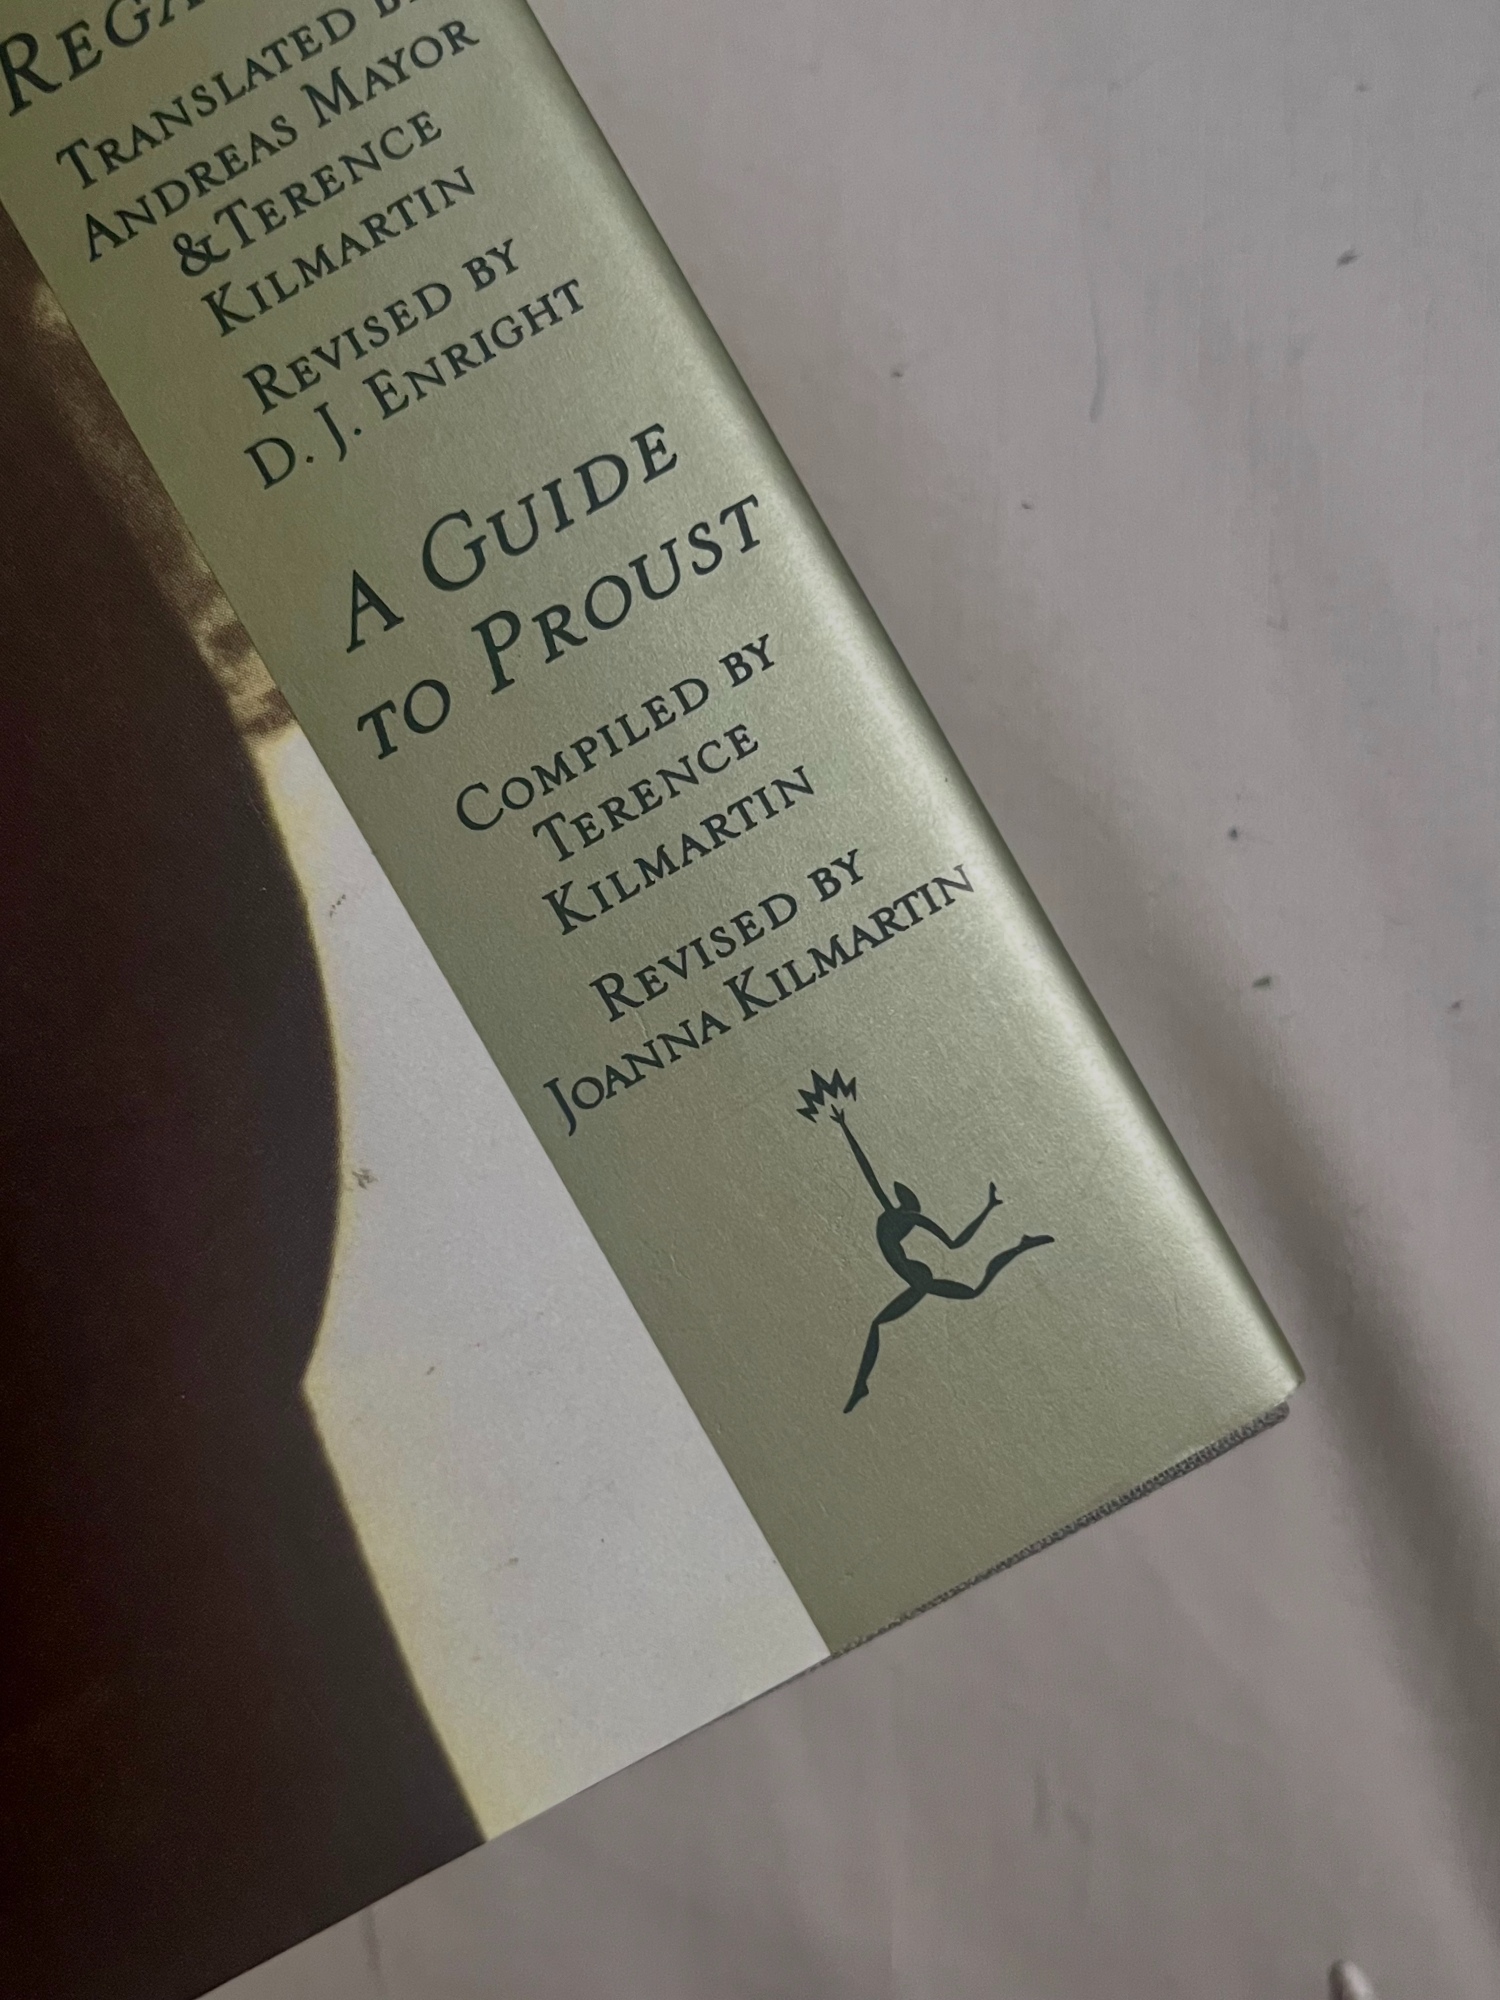 TRANSLATED
ANDREAS MAYOR
& TERENCE
KILMARTIN
REVISED BY
D. J. ENRIGHT
A GUIDE
TO PROUST
COMPILED BY
TERENCE
KILMARTIN
REVISED BY
JOANNA KILMARTIN